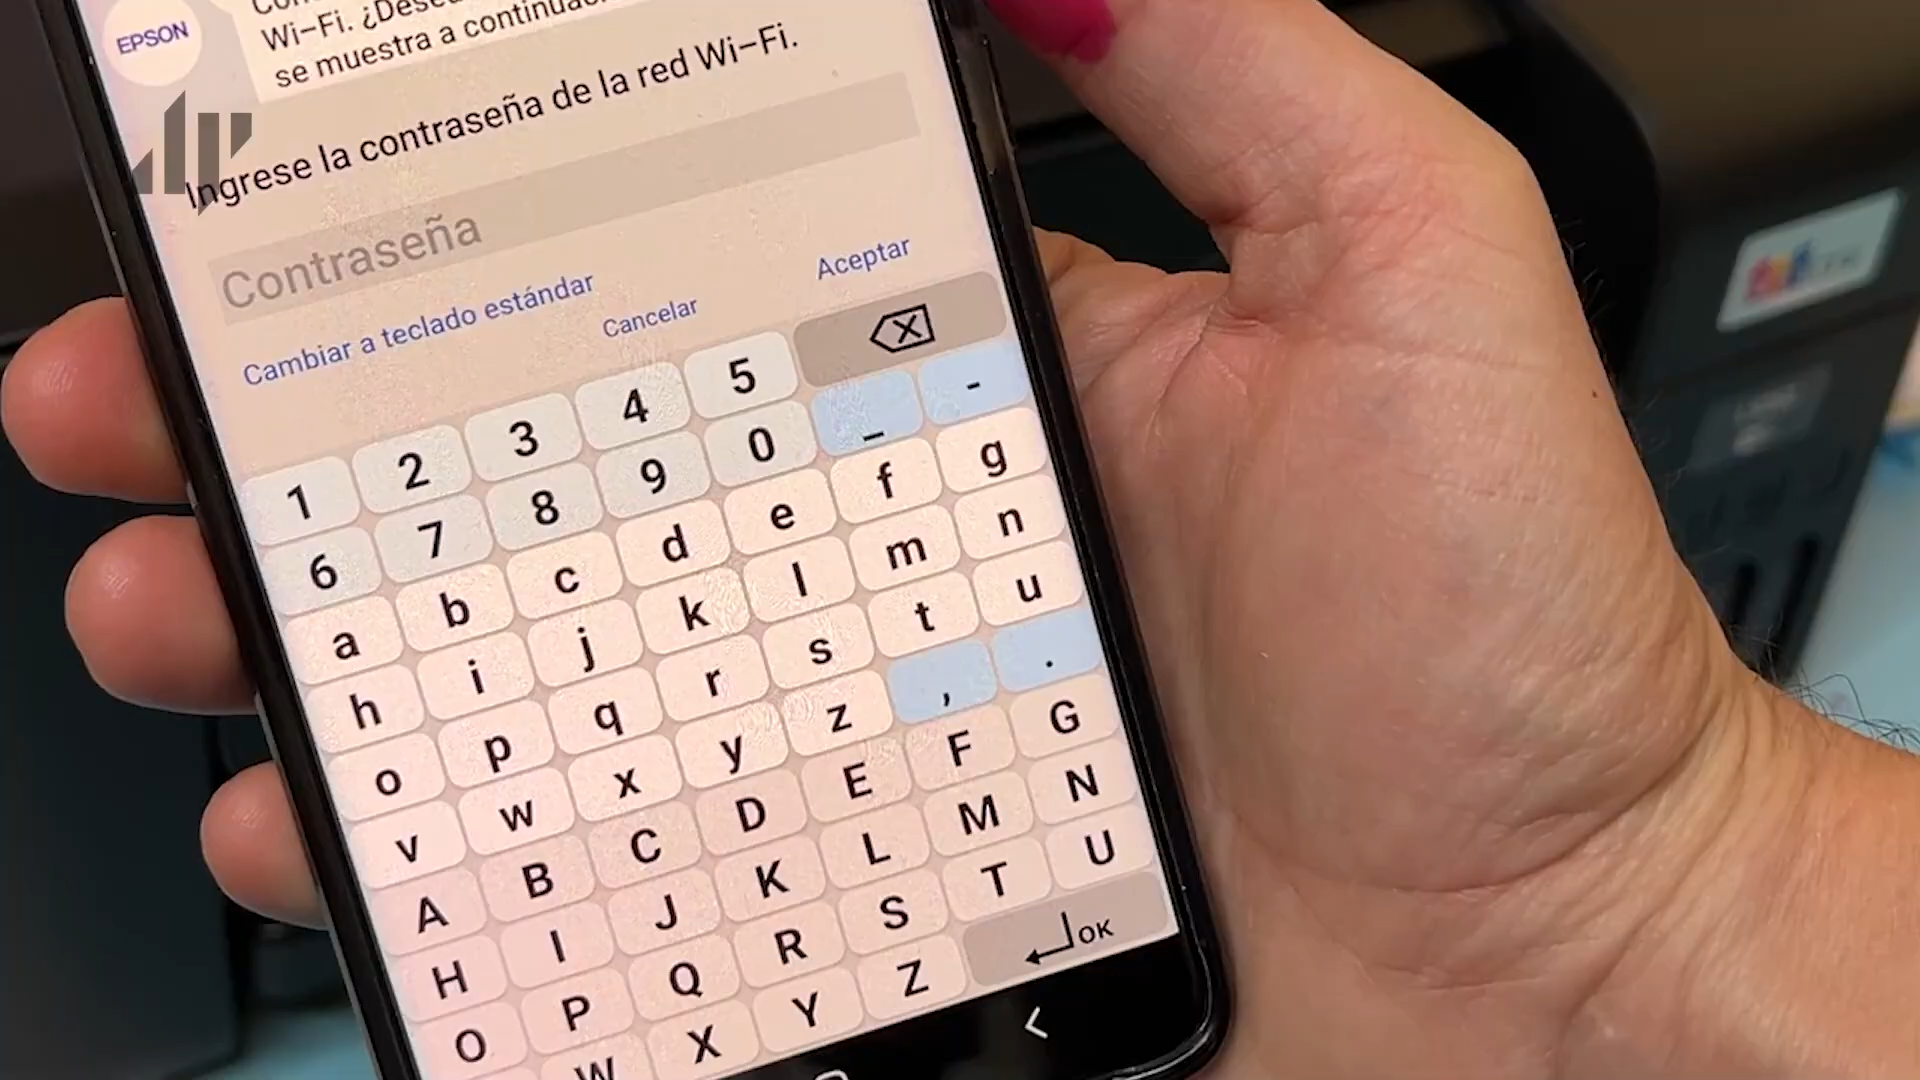 EPSON
Wi-Fi. ¿Dese
se muestra a continuac
Ingrese la contraseña de la red Wi-Fi.
Contraseña
Cambiar a teclado estándar
Cancelar
Aceptar
1 2 3 4 5
6 7 8 9 0 _ -
a b c d e f g
h i j k l m n
o p q r s t u
v w x y z , .
A B C D E F G
H I J K L M N
O P Q R S T U
W X Y Z OK